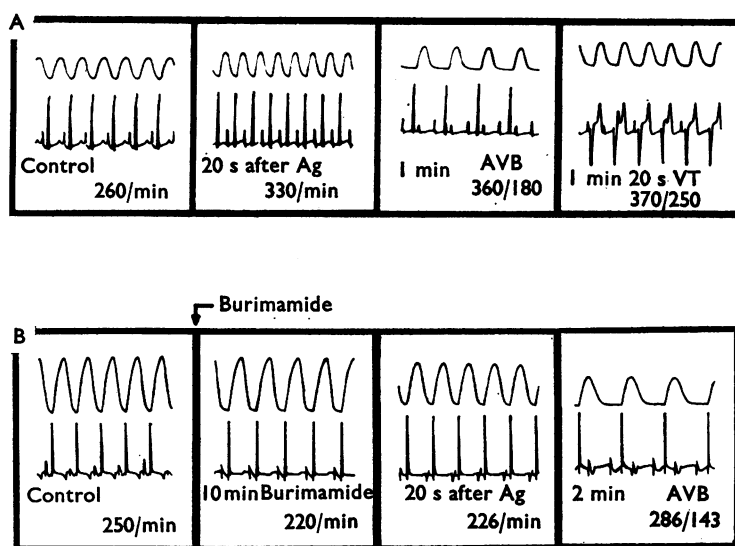 A
Control
260/min
20 s after Ag
330/min
1 min AVB
360/180
1 min 20 s VT
370/250
Burimamide
B
Control
250/min
10 min Burimamide
220/min
20 s after Ag
226/min
2 min AVB
286/143